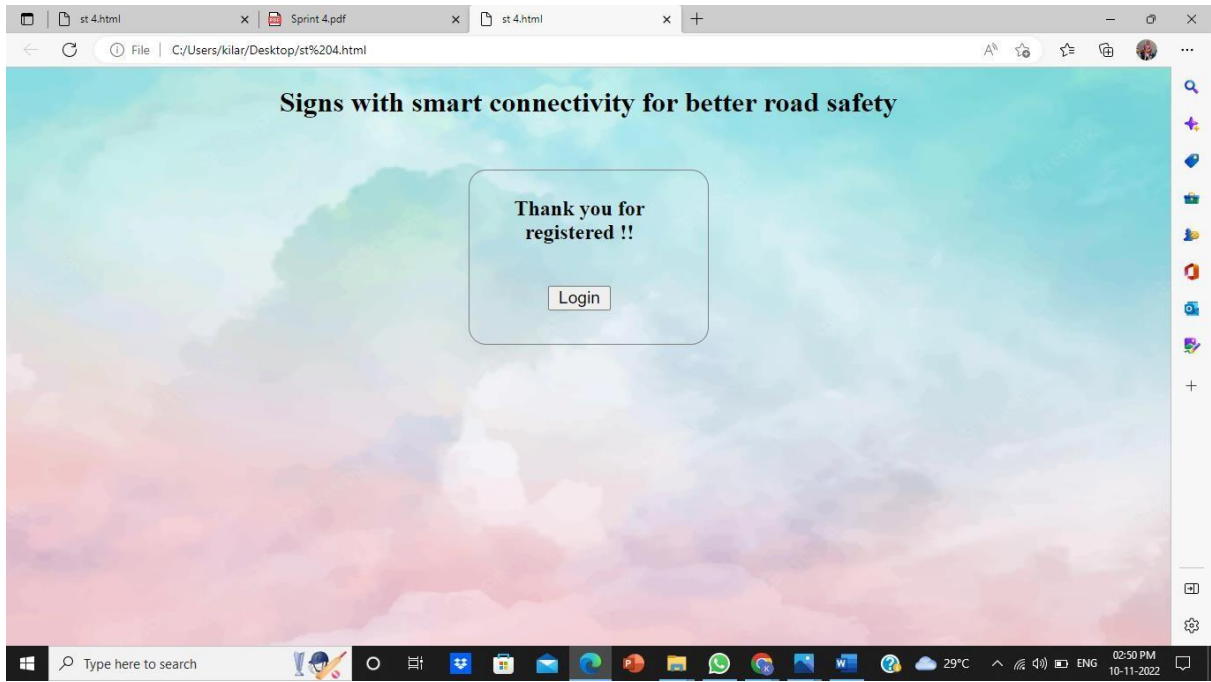 st 4.html
Sprint 4.pdf
st 4.html
File
C:/Users/kilar/Desktop/st%204.html
Signs with smart connectivity for better road safety
Thank you for
registered !!
Login
Type here to search
29°C
ENG
02:50 PM
10-11-2022